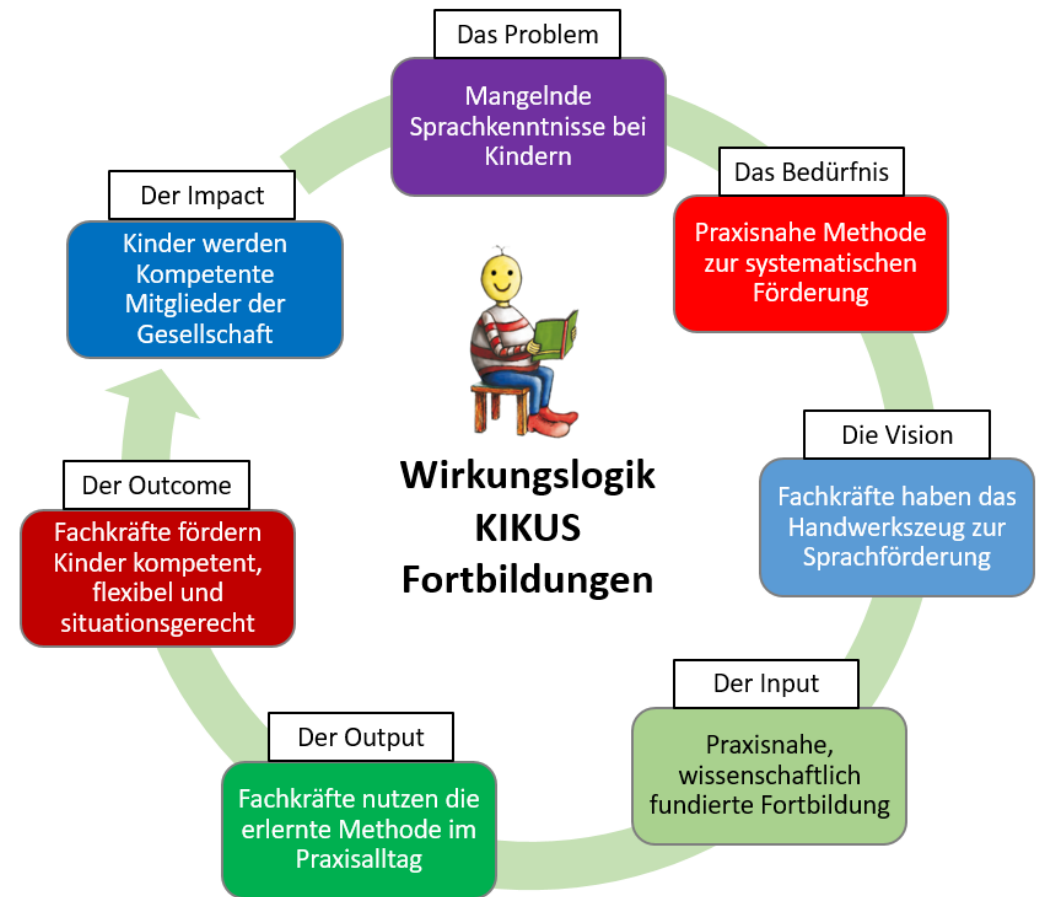 Das Problem
Mangelnde
Sprachkenntnisse bei
Kindern
Das Bedürfnis
Praxisnahe Methode
zur systematischen
Förderung
Die Vision
Fachkräfte haben das
Handwerkszeug zur
Sprachförderung
Der Input
Praxisnahe,
wissenschaftlich
fundierte Fortbildung
Der Output
Fachkräfte nutzen die
erlernte Methode im
Praxisalltag
Der Outcome
Fachkräfte fördern
Kinder kompetent,
flexibel und
situationsgerecht
Der Impact
Kinder werden
Kompetente
Mitglieder der
Gesellschaft
Wirkungslogik
KIKUS
Fortbildungen